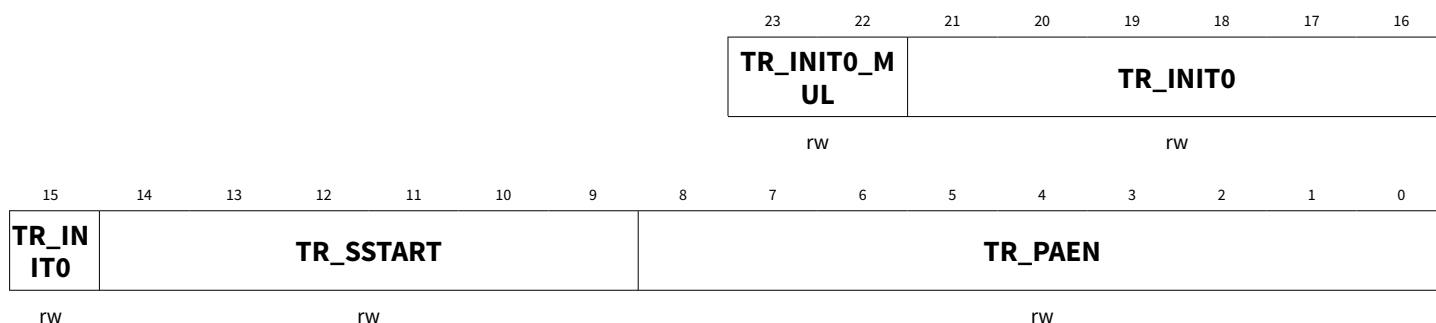 23 22 21 20 19 18 17 16
TR_INIT0_M
UL
TR_INIT0
rw rw
15 14 13 12 11 10 9 8 7 6 5 4 3 2 1 0
TR_IN
IT0
TR_SSTART
TR_PAEN
rw rw rw